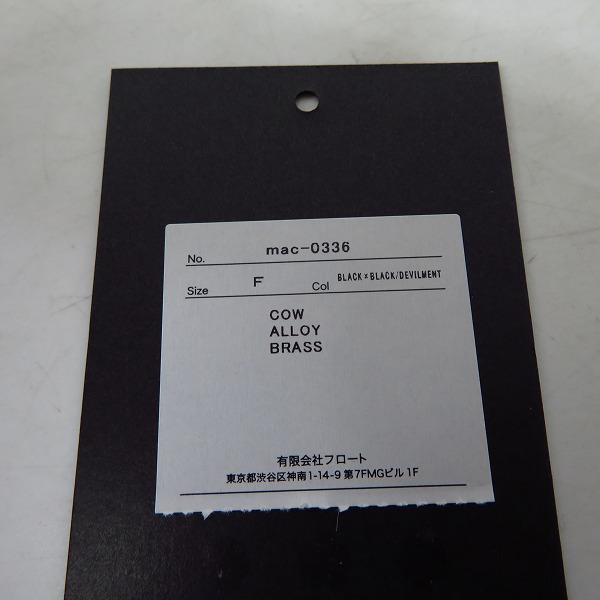 No. mac-0336
Size F Col BLACK×BLACK/DEVILMENT
COW
ALLOY
BRASS
有限会社フロート
東京都渋谷区神南1-14-9 第7FMGビル 1F